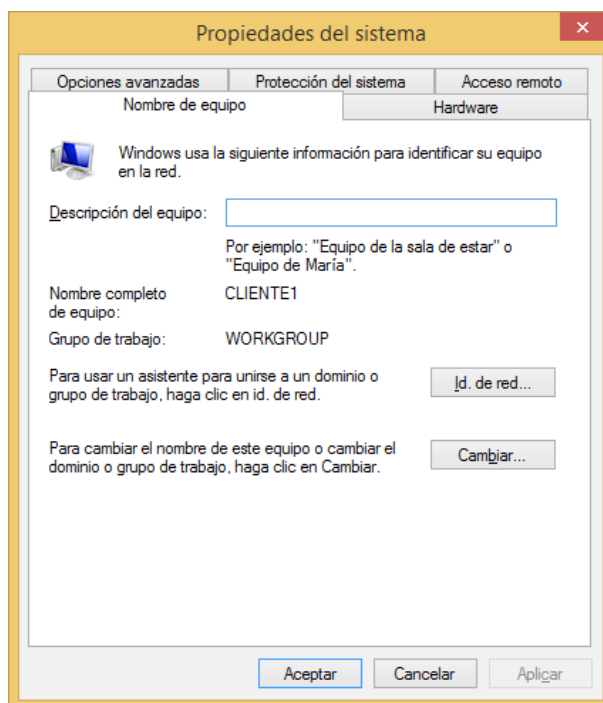 Propiedades del sistema
Opciones avanzadas
Protección del sistema
Acceso remoto
Nombre de equipo
Hardware
Windows usa la siguiente información para identificar su equipo
en la red.
Descripción del equipo:
Por ejemplo: "Equipo de la sala de estar" o
"Equipo de María".
Nombre completo
de equipo:
CLIENTE1
Grupo de trabajo:
WORKGROUP
Para usar un asistente para unirse a un dominio o
grupo de trabajo, haga clic en id. de red.
Id. de red...
Para cambiar el nombre de este equipo o cambiar el
dominio o grupo de trabajo, haga clic en Cambiar.
Cambiar...
Aceptar
Cancelar
Aplicar